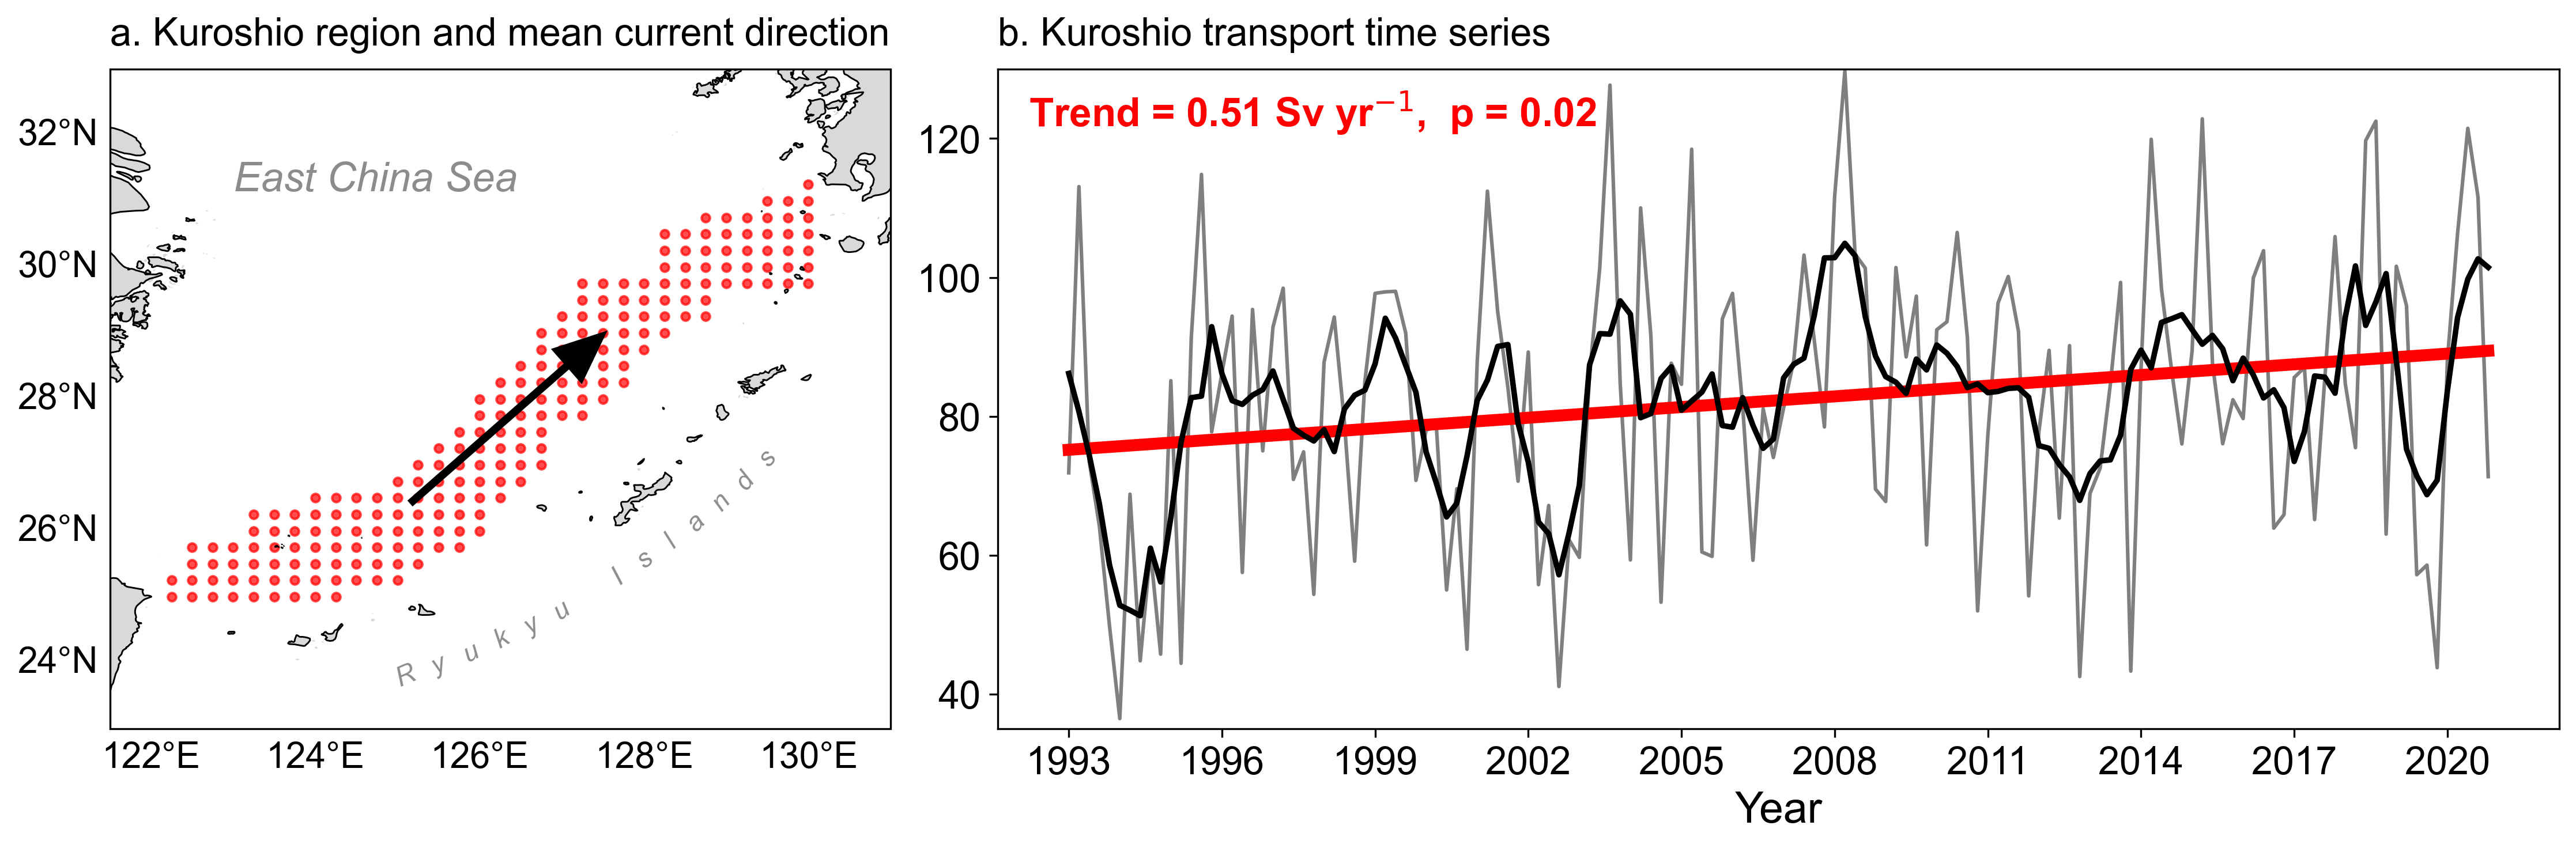 a. Kuroshio region and mean current direction
32°N
30°N
28°N
26°N
24°N
122°E 124°E 126°E 128°E 130°E
East China Sea
Ryukyu Islands
b. Kuroshio transport time series
Trend = 0.51 Sv yr⁻¹, p = 0.02
120
100
80
60
40
1993 1996 1999 2002 2005 2008 2011 2014 2017 2020
Year